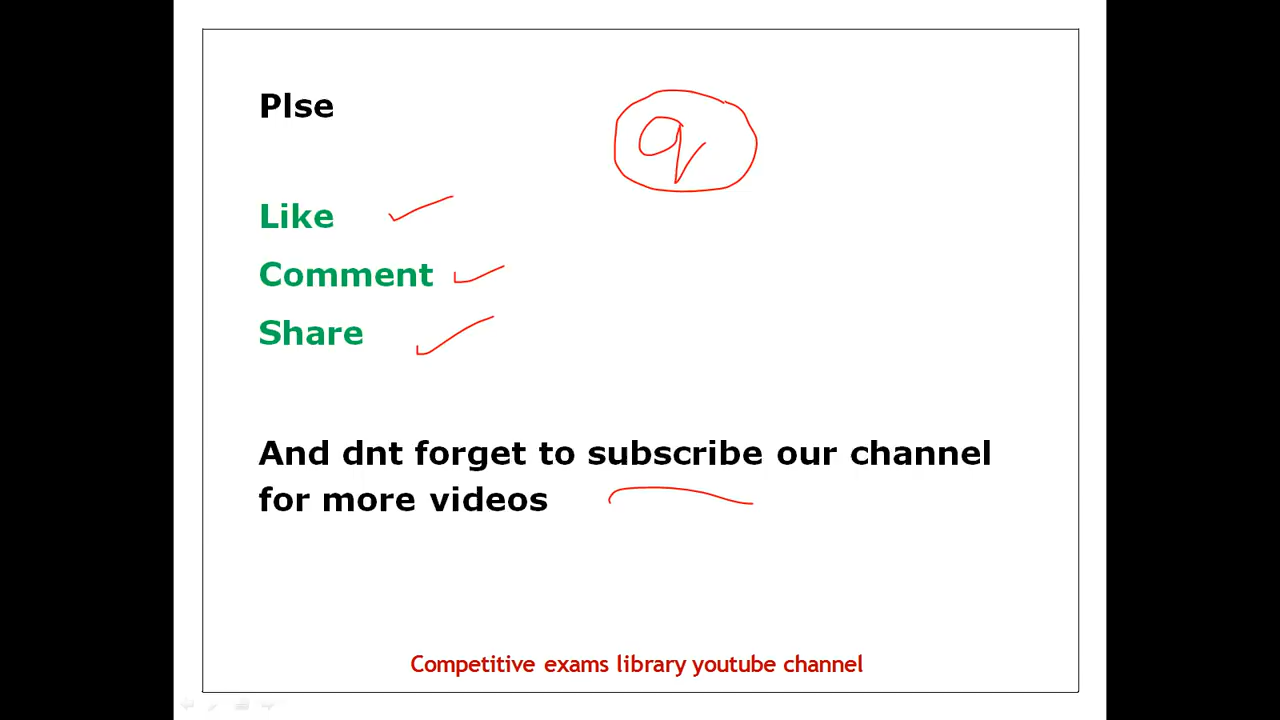 Plse
q
Like
Comment
Share
And dnt forget to subscribe our channel
for more videos
Competitive exams library youtube channel